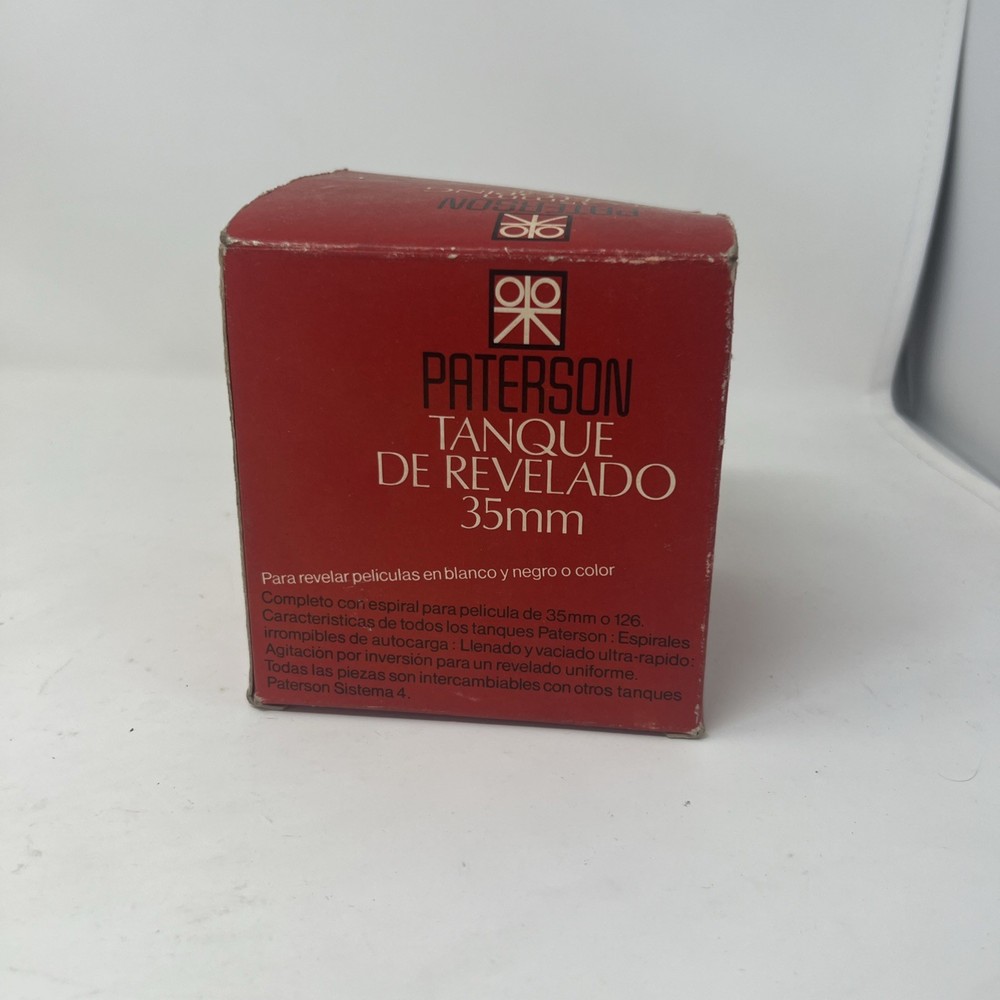 PATERSON
PATERSON
TANQUE
DE REVELADO
35mm
Para revelar peliculas en blanco y negro o color
Completo con espiral para pelicula de 35mm o 126.
Caracteristicas de todos los tanques Paterson : Espirales
irrompibles de autocarga : Llenado y vaciado ultra-rapido :
Agitación por inversión para un revelado uniforme.
Todas las piezas son intercambiables con otros tanques
Paterson Sistema 4.